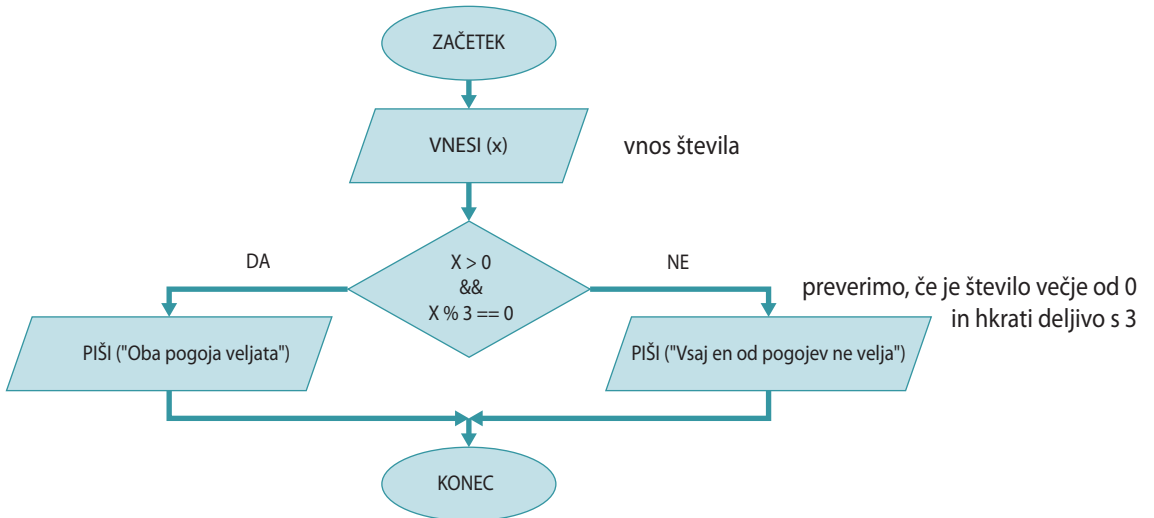 ZAČETEK
VNESI (x)
vnos števila
DA
X > 0
&&
X % 3 == 0
NE
preverimo, če je število večje od 0
in hkrati deljivo s 3
PIŠI ("Oba pogoja veljata")
PIŠI ("Vsaj en od pogojev ne velja")
KONEC